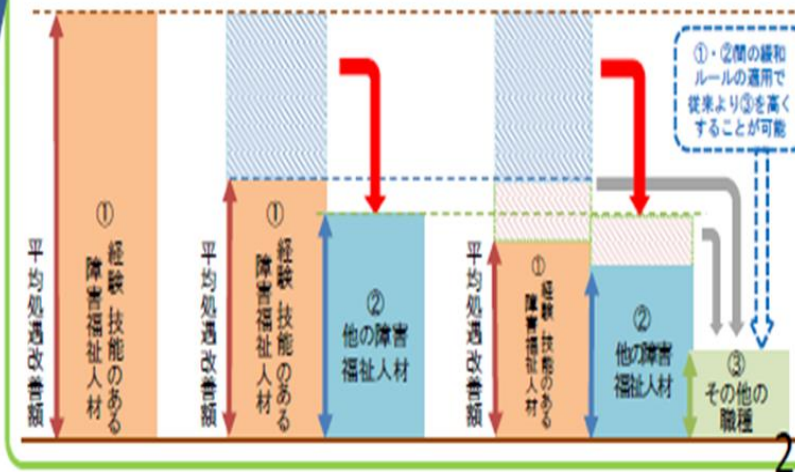 平均処遇改善額
①
経験・技能のある
障害福祉人材
平均処遇改善額
①
経験・技能のある
障害福祉人材
②
他の障害
福祉人材
平均処遇改善額
①
経験・技能のある
障害福祉人材
②
他の障害
福祉人材
③
その他の
職種
①・②間の緩和
ルールの適用で
従来より③を高く
することが可能
2